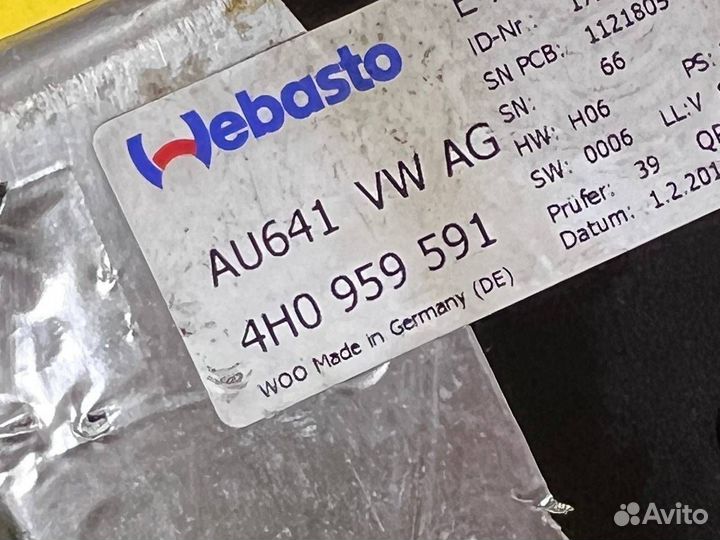 Webasto
AU641 VW AG
4H0 959 591
WOO Made in Germany (DE)
ID-Nr.
SN PCB: 1121805
SN: 66
HW: H06 PS:
SW: 0006 LL:V
Prüfer: 39
Datum: 1.2.201
Avito